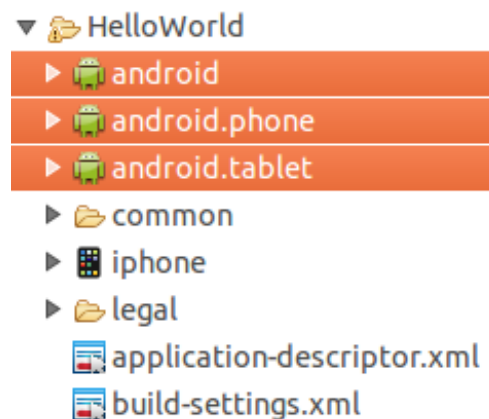 HelloWorld
android
android.phone
android.tablet
common
iphone
legal
application-descriptor.xml
build-settings.xml